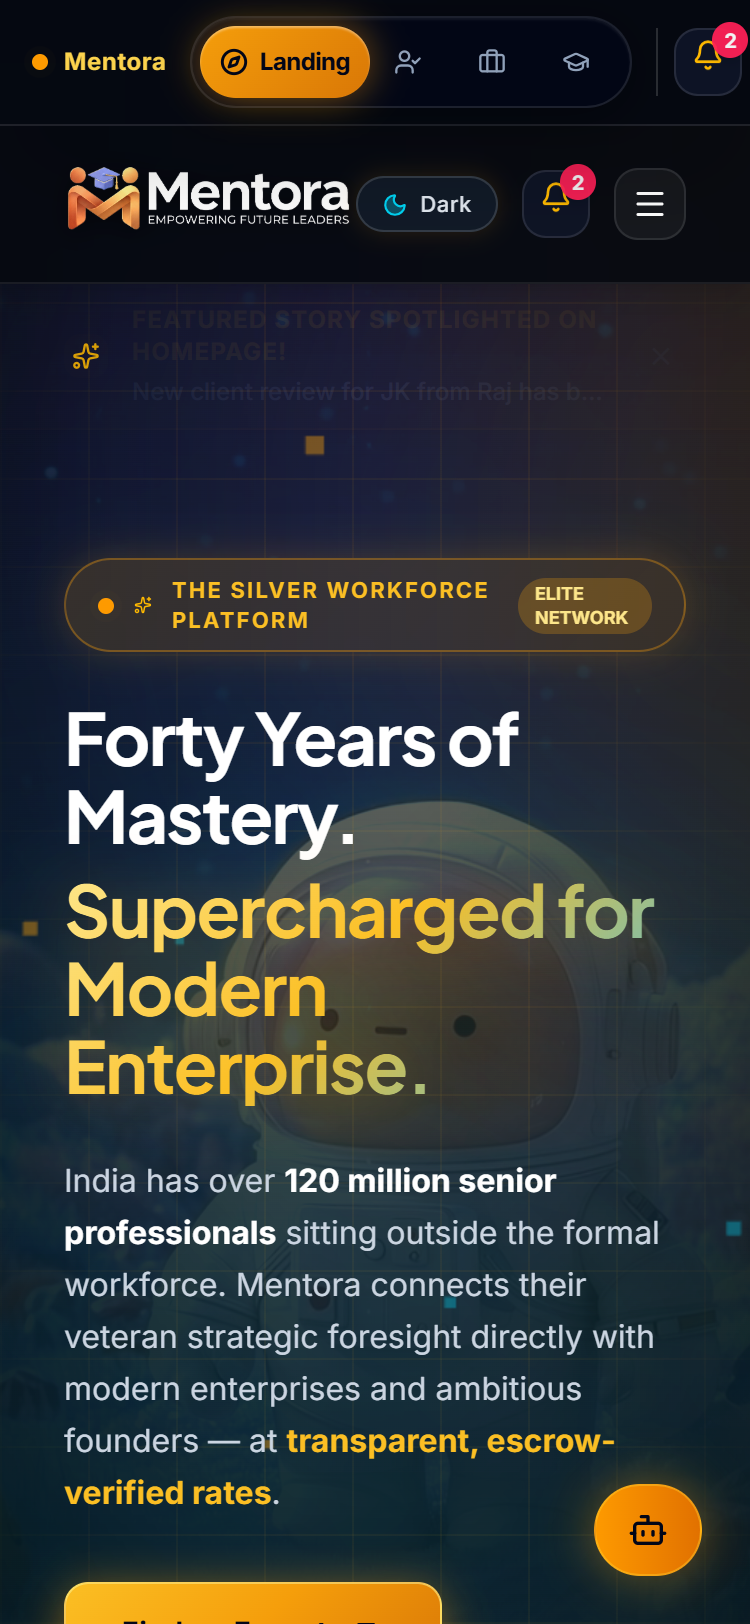 Mentora
Landing
2
Mentora
EMPOWERING FUTURE LEADERS
Dark
2
FEATURED STORY SPOTLIGHTED ON
HOMEPAGE!
New client review for JK from Raj has b...
THE SILVER WORKFORCE
PLATFORM
ELITE
NETWORK
Forty Years of
Mastery.
Supercharged for
Modern
Enterprise.
India has over 120 million senior
professionals sitting outside the formal
workforce. Mentora connects their
veteran strategic foresight directly with
modern enterprises and ambitious
founders — at transparent, escrow-
verified rates.